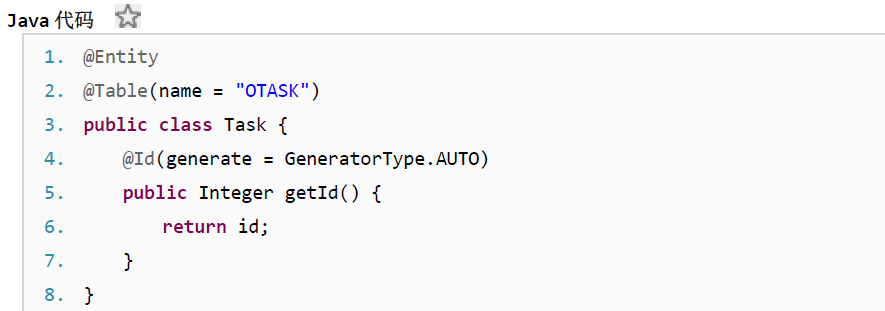 Java 代码
1. @Entity
2. @Table(name = "OTASK")
3. public class Task {
4.     @Id(generate = GeneratorType.AUTO)
5.     public Integer getId() {
6.         return id;
7.     }
8. }